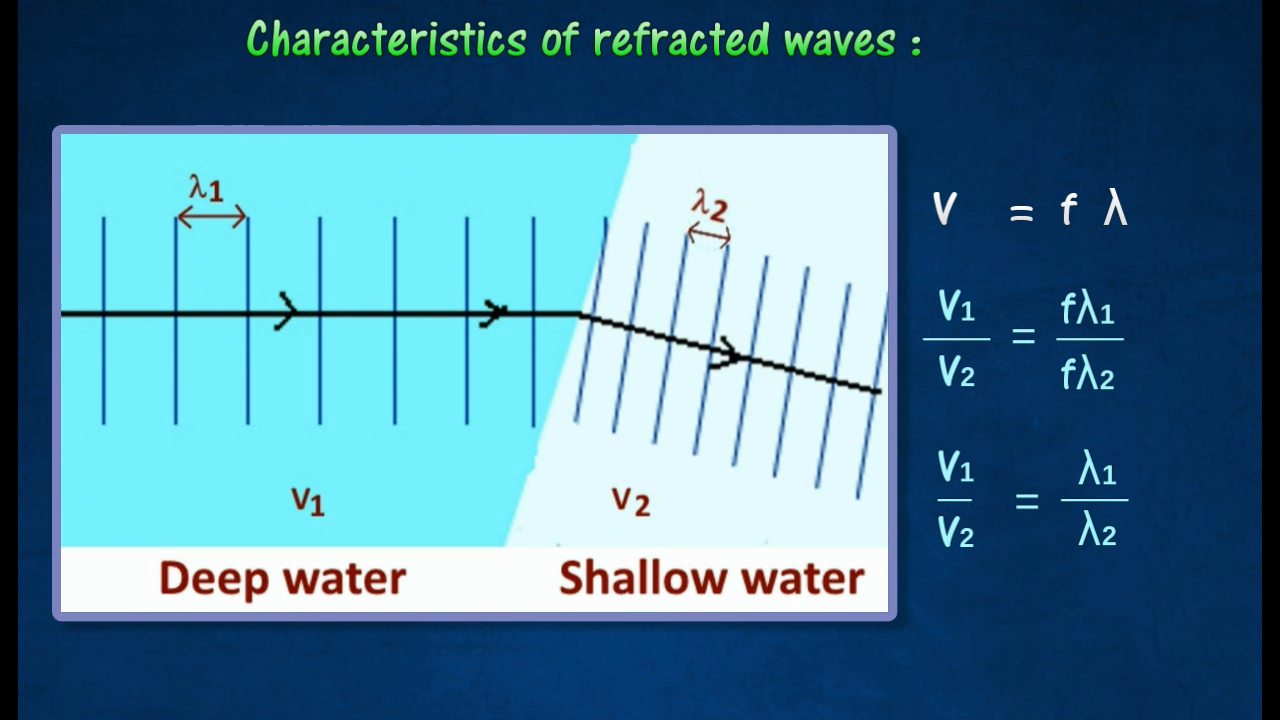 Characteristics of refracted waves :
λ1
λ2
V1
V2
Deep water
Shallow water
V = f λ
V1 / V2 = fλ1 / fλ2
V1 / V2 = λ1 / λ2